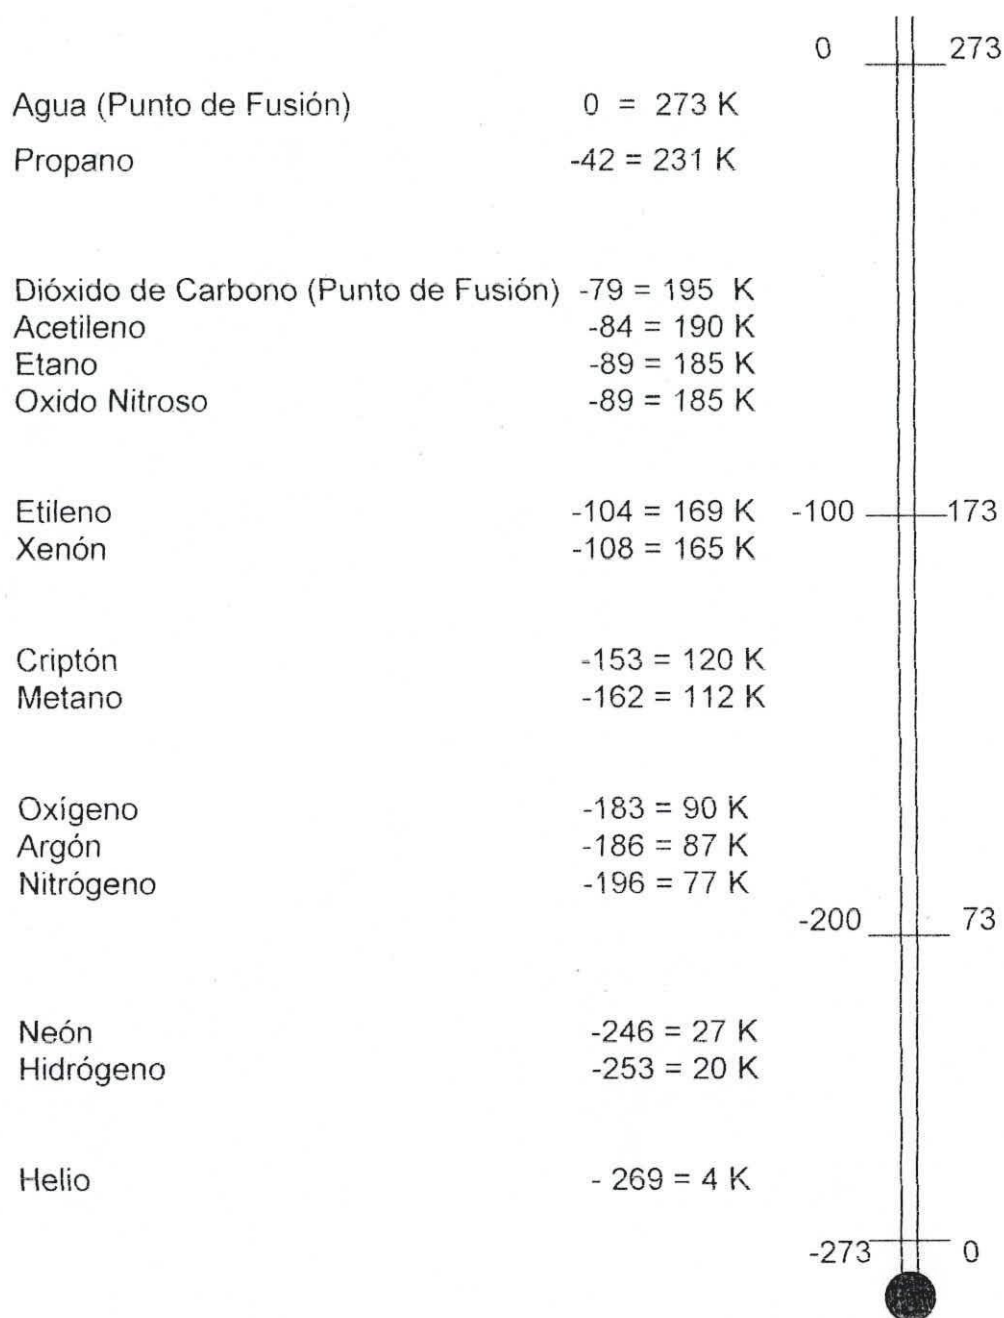 0 273
Agua (Punto de Fusión) 0 = 273 K
Propano -42 = 231 K
Dióxido de Carbono (Punto de Fusión) -79 = 195 K
Acetileno -84 = 190 K
Etano -89 = 185 K
Oxido Nitroso -89 = 185 K
Etileno -104 = 169 K -100 173
Xenón -108 = 165 K
Criptón -153 = 120 K
Metano -162 = 112 K
Oxígeno -183 = 90 K
Argón -186 = 87 K
Nitrógeno -196 = 77 K
-200 73
Neón -246 = 27 K
Hidrógeno -253 = 20 K
Helio - 269 = 4 K
-273 0